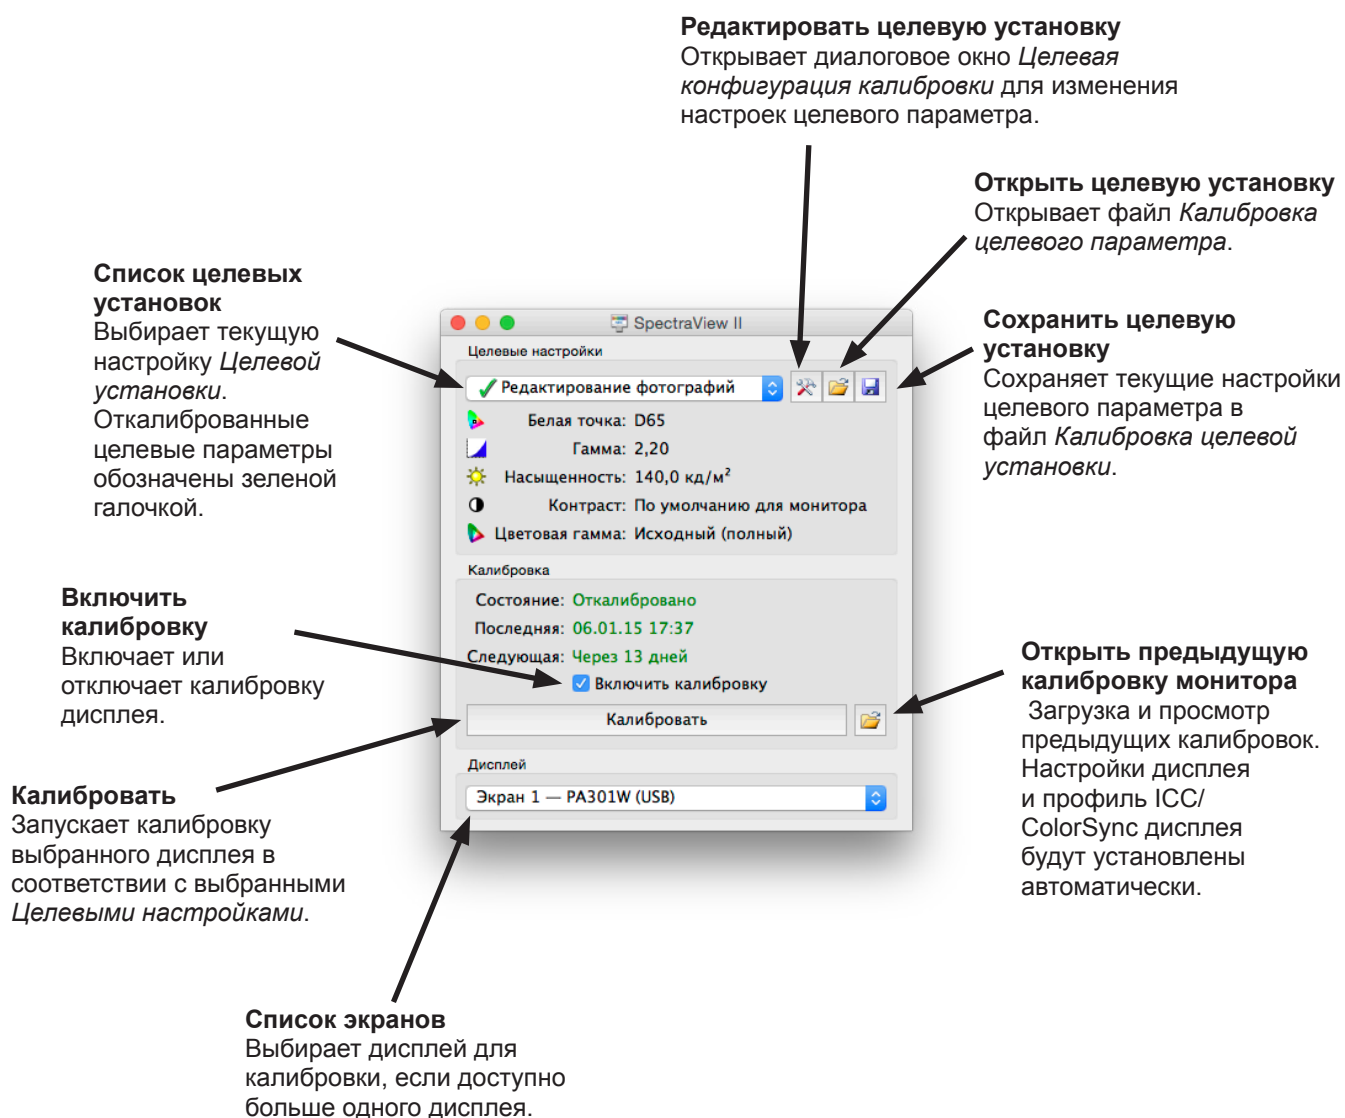 Редактировать целевую установку
Открывает диалоговое окно Целевая
конфигурация калибровки для изменения
настроек целевого параметра.
Открыть целевую установку
Открывает файл Калибровка
целевого параметра.
Список целевых
установок
Выбирает текущую
настройку Целевой
установки.
Откалиброванные
целевые параметры
обозначены зеленой
галочкой.
Сохранить целевую
установку
Сохраняет текущие настройки
целевого параметра в
файл Калибровка целевой
установки.
SpectraView II
Целевые настройки
Редактирование фотографий
Белая точка: D65
Гамма: 2,20
Насыщенность: 140,0 кд/м²
Контраст: По умолчанию для монитора
Цветовая гамма: Исходный (полный)
Калибровка
Состояние: Откалибровано
Последняя: 06.01.15 17:37
Следующая: Через 13 дней
Включить калибровку
Калибровать
Дисплей
Экран 1 — PA301W (USB)
Включить
калибровку
Включает или
отключает калибровку
дисплея.
Открыть предыдущую
калибровку монитора
Загрузка и просмотр
предыдущих калибровок.
Настройки дисплея
и профиль ICC/
ColorSync дисплея
будут установлены
автоматически.
Калибровать
Запускает калибровку
выбранного дисплея в
соответствии с выбранными
Целевыми настройками.
Список экранов
Выбирает дисплей для
калибровки, если доступно
больше одного дисплея.